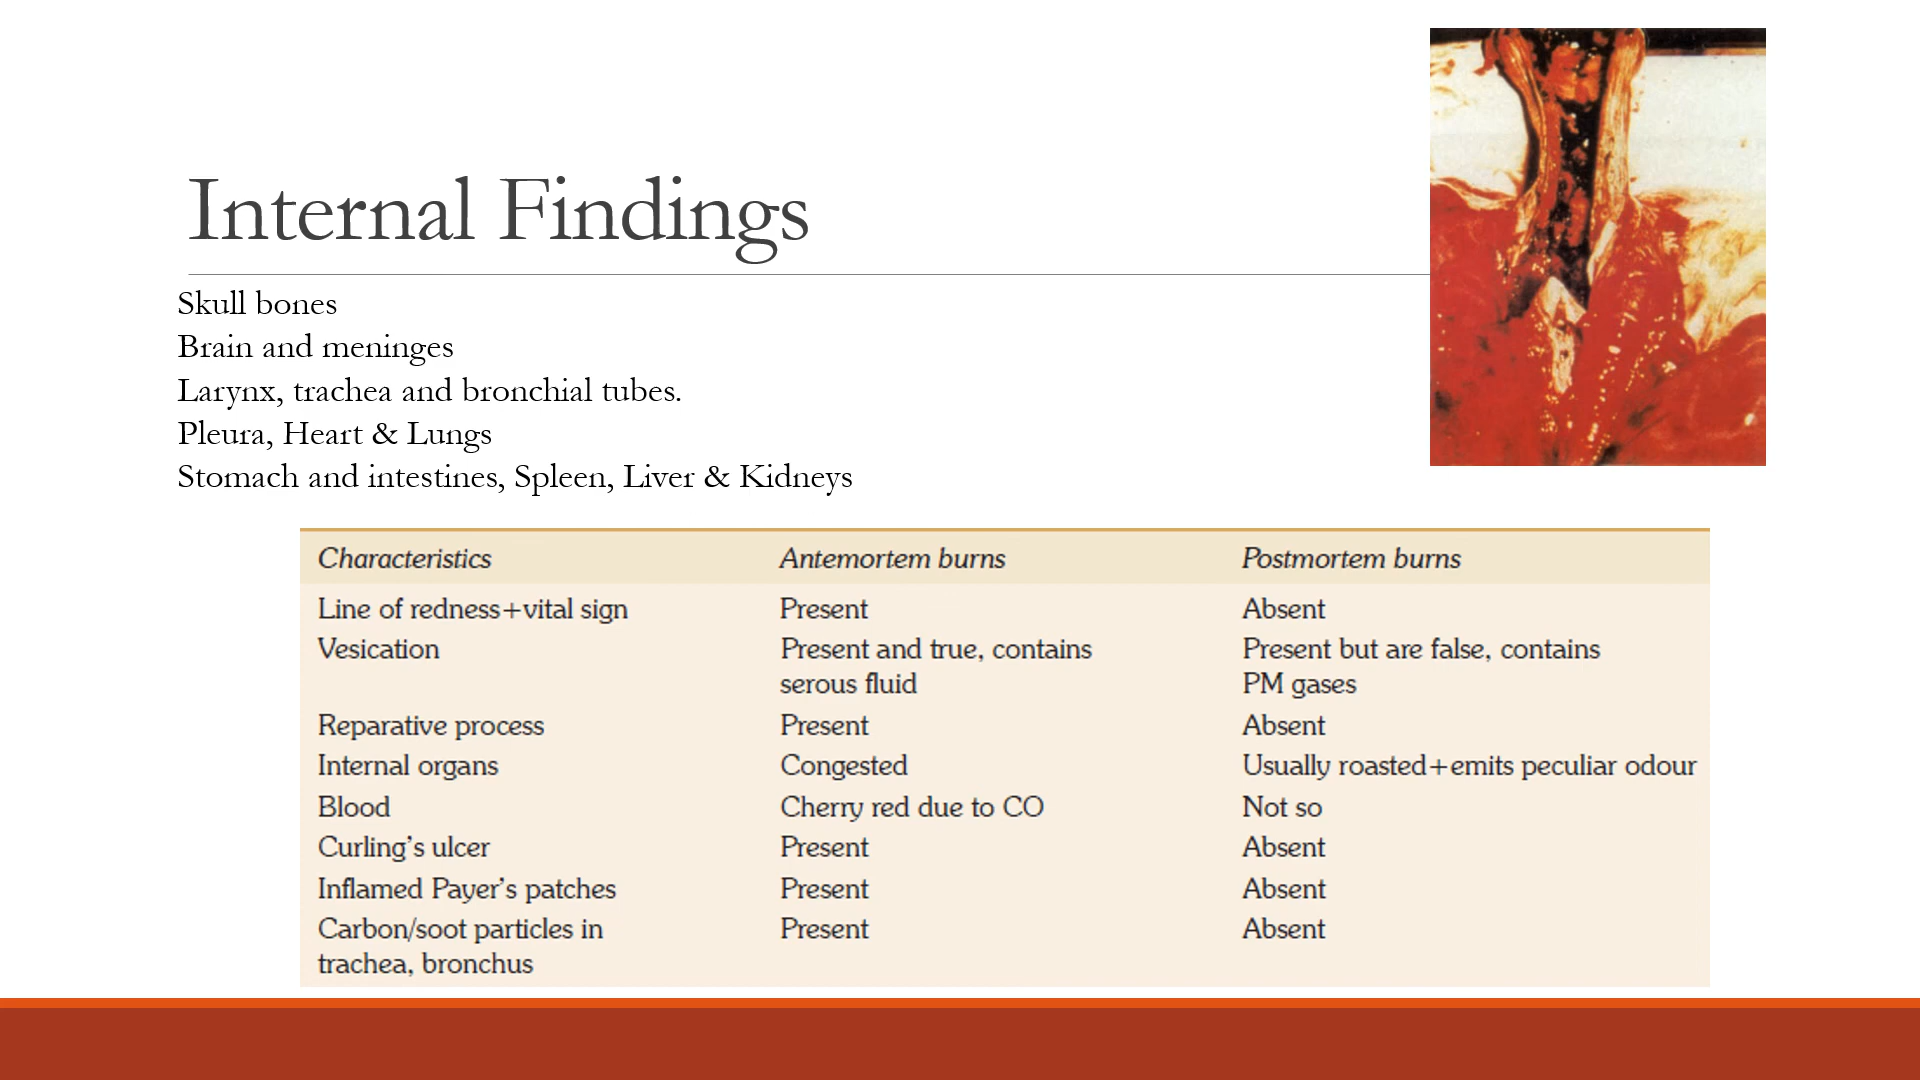 Internal Findings
Skull bones
Brain and meninges
Larynx, trachea and bronchial tubes.
Pleura, Heart & Lungs
Stomach and intestines, Spleen, Liver & Kidneys
Characteristics Antemortem burns Postmortem burns
Line of redness+vital sign Present Absent
Vesication Present and true, contains Present but are false, contains
serous fluid PM gases
Reparative process Present Absent
Internal organs Congested Usually roasted+emits peculiar odour
Blood Cherry red due to CO Not so
Curling's ulcer Present Absent
Inflamed Payer's patches Present Absent
Carbon/soot particles in Present Absent
trachea, bronchus